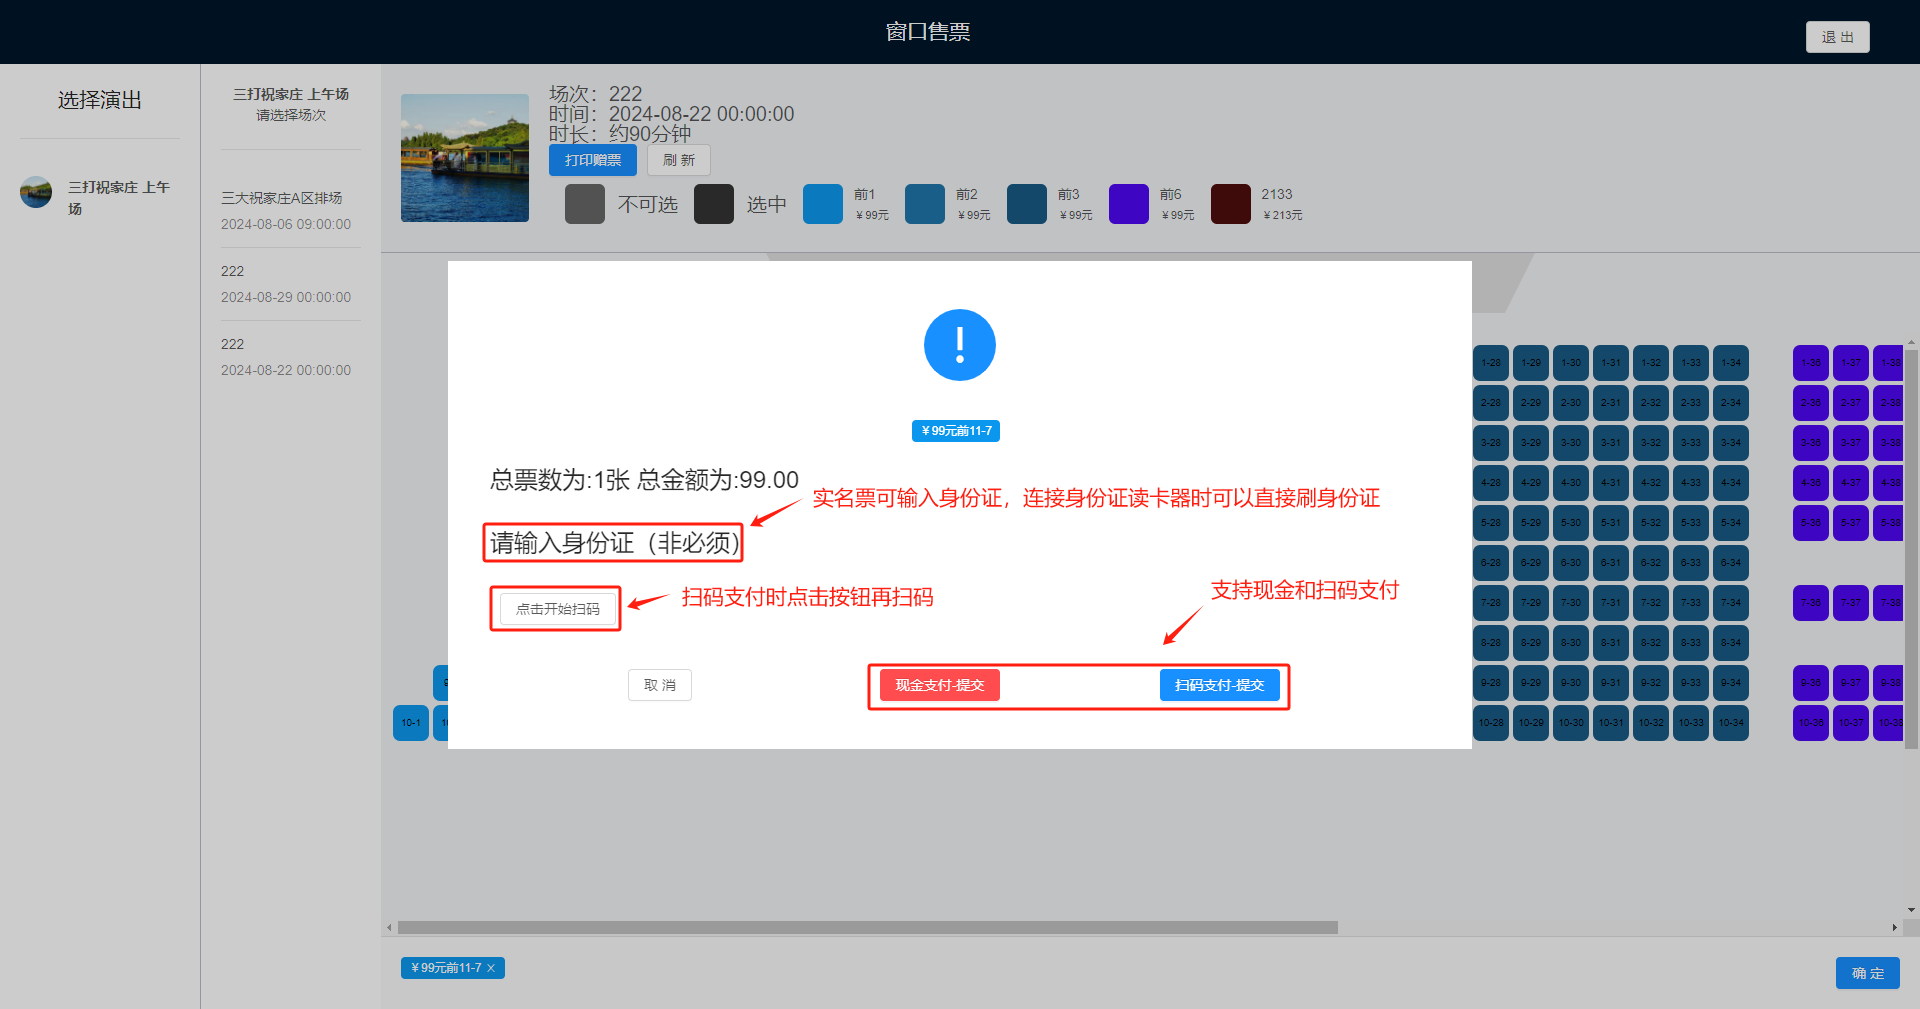 窗口售票
退 出
选择演出
三打祝家庄 上午
场
三打祝家庄 上午场
请选择场次
三大祝家庄A区排场
2024-08-06 09:00:00
222
2024-08-29 00:00:00
222
2024-08-22 00:00:00
场次：222
时间：2024-08-22 00:00:00
时长：约90分钟
打印赠票 刷 新
不可选 选中
前1
￥99元
前2
￥99元
前3
￥99元
前6
￥99元
2133
￥213元
￥99元前11-7
总票数为:1张 总金额为:99.00
实名票可输入身份证，连接身份证读卡器时可以直接刷身份证
请输入身份证（非必须）
点击开始扫码
扫码支付时点击按钮再扫码
支持现金和扫码支付
取 消 现金支付-提交 扫码支付-提交
1-28 1-29 1-30 1-31 1-32 1-33 1-34 1-36 1-37 1-38
2-28 2-29 2-30 2-31 2-32 2-33 2-34 2-36 2-37 2-38
3-28 3-29 3-30 3-31 3-32 3-33 3-34 3-36 3-37 3-38
4-28 4-29 4-30 4-31 4-32 4-33 4-34 4-36 4-37 4-38
5-28 5-29 5-30 5-31 5-32 5-33 5-34 5-36 5-37 5-38
6-28 6-29 6-30 6-31 6-32 6-33 6-34
7-28 7-29 7-30 7-31 7-32 7-33 7-34 7-36 7-37 7-38
8-28 8-29 8-30 8-31 8-32 8-33 8-34
9-28 9-29 9-30 9-31 9-32 9-33 9-34 9-36 9-37 9-38
10-1 10-28 10-29 10-30 10-31 10-32 10-33 10-34 10-36 10-37 10-38
￥99元前11-7 ×
确 定